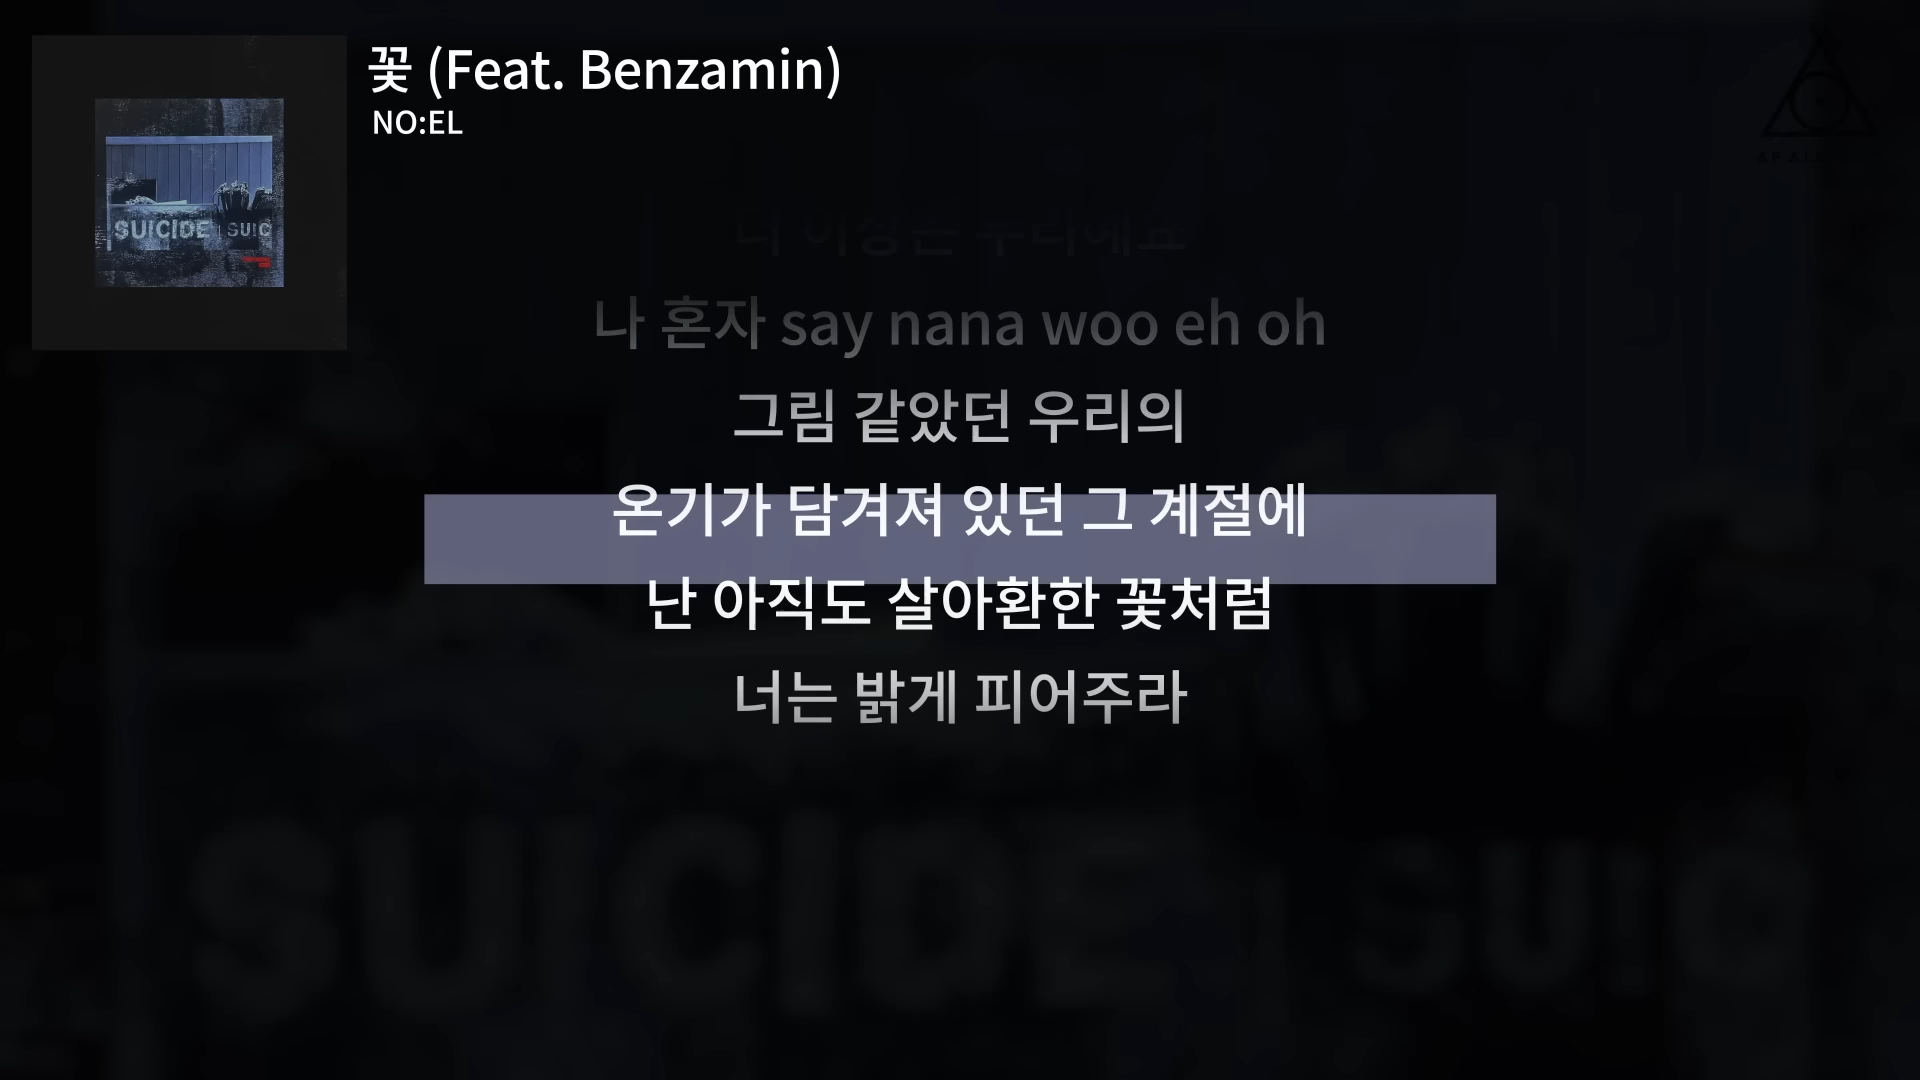 꽃 (Feat. Benzamin)
NO:EL
SUICIDE SUIC
나 혼자 say nana woo eh oh
그림 같았던 우리의
온기가 담겨져 있던 그 계절에
난 아직도 살아환한 꽃처럼
너는 밝게 피어주라
SUICIDE SUIC